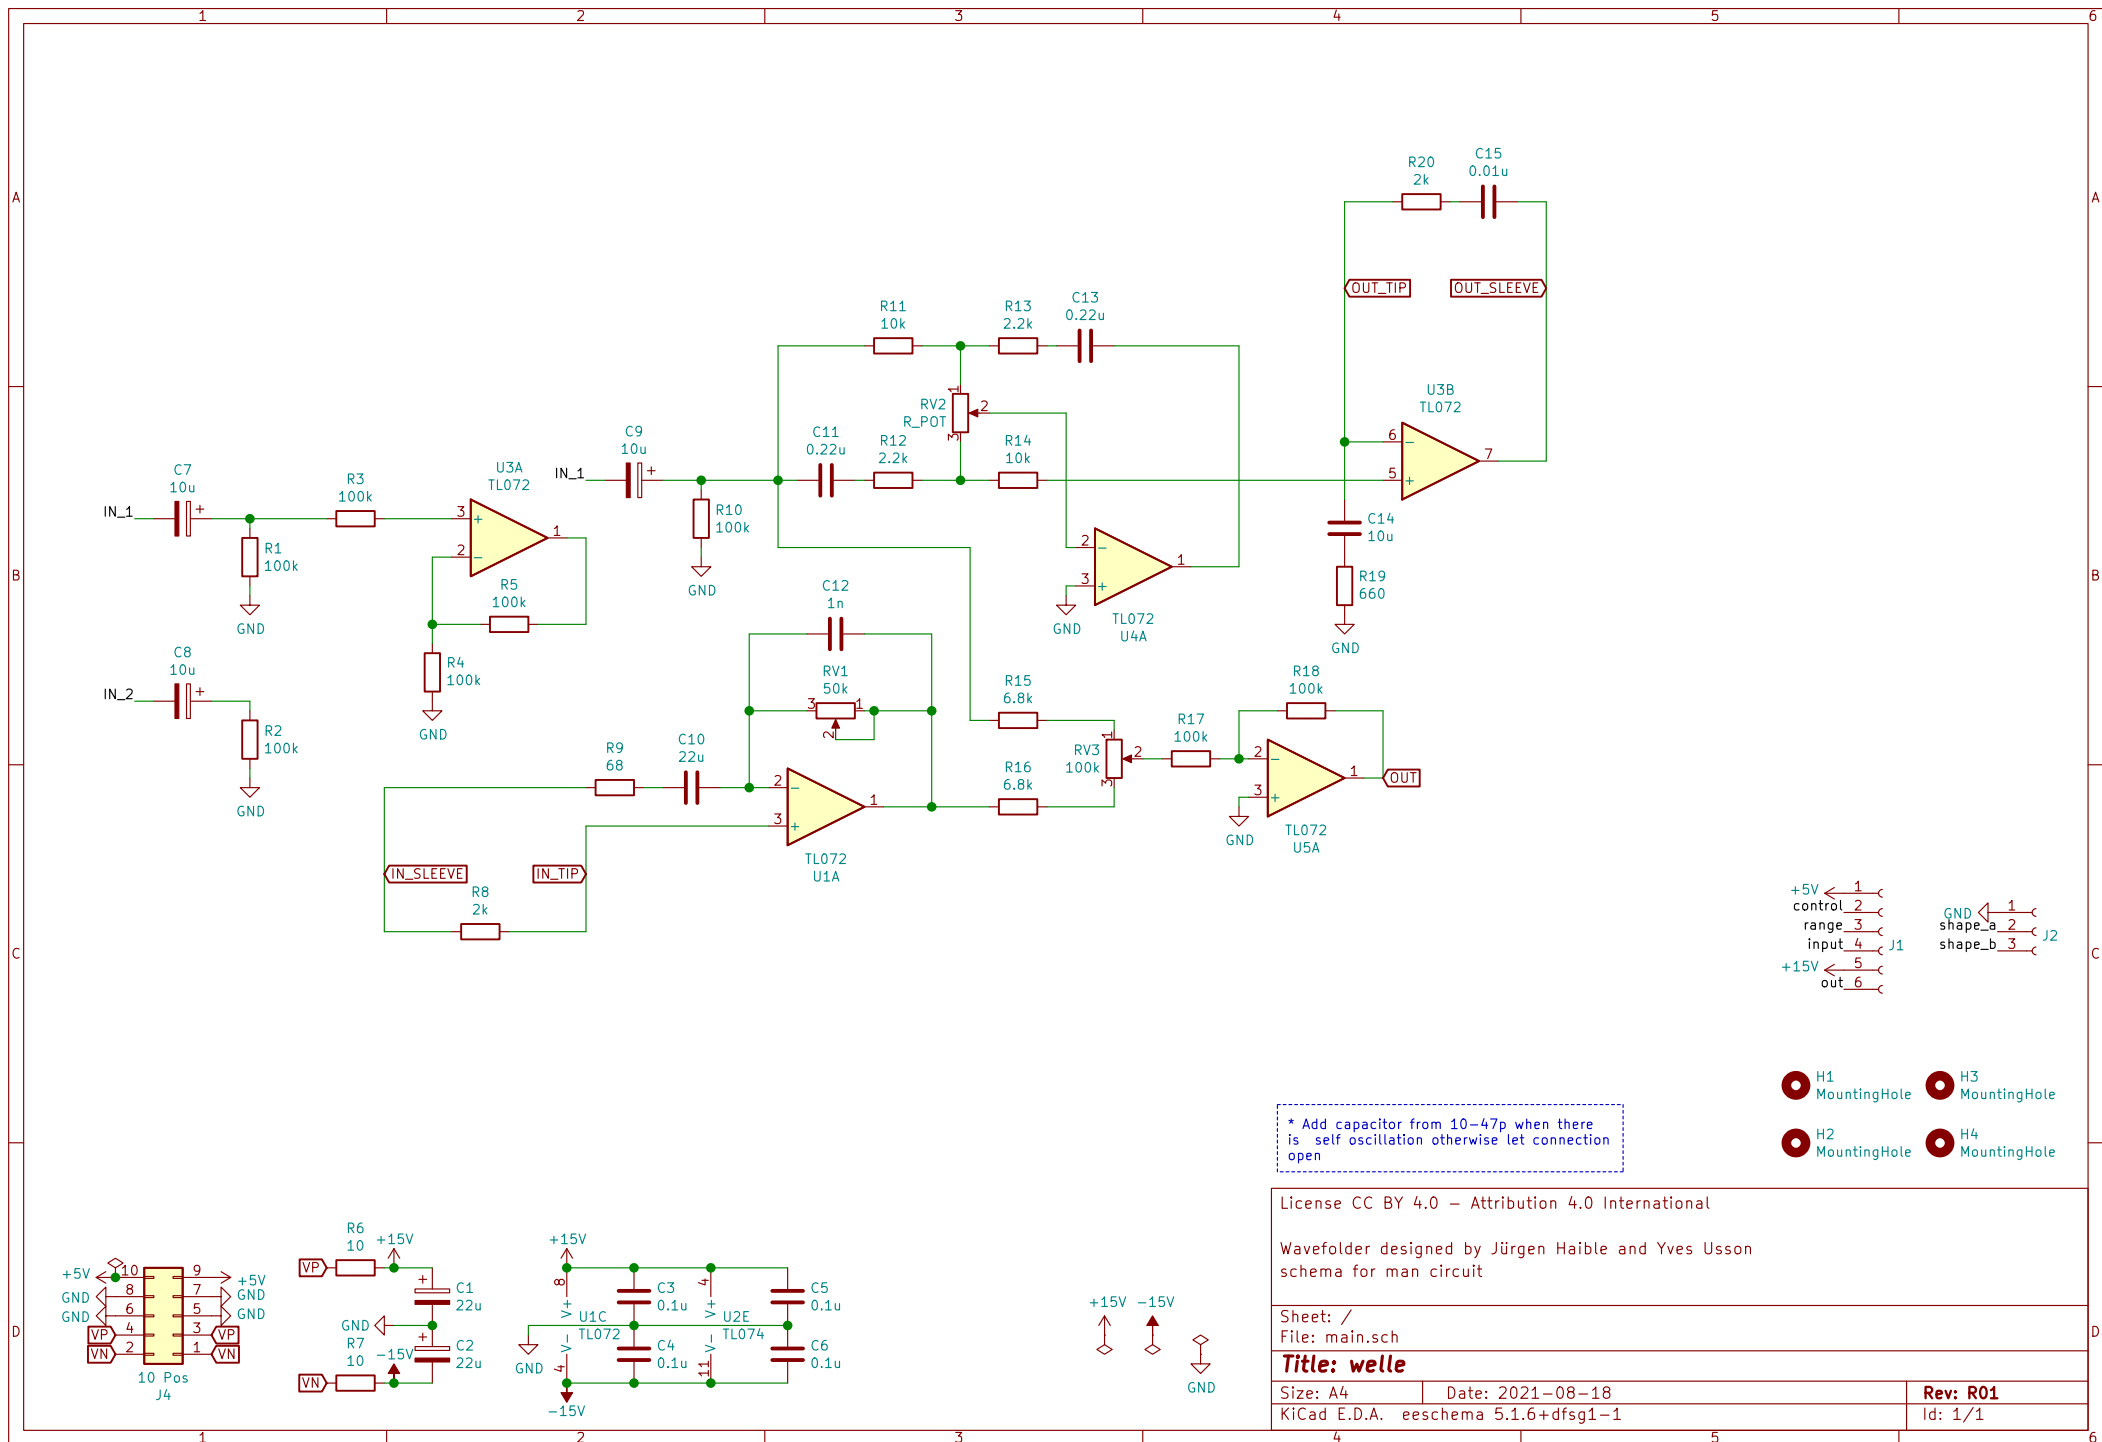 1 2 3 4 5 6
A A
B B
C C
D D
R20
2k
C15
0.01u
OUT_TIP
OUT_SLEEVE
R11
10k
R13
2.2k
C13
0.22u
U3B
TL072
6
5
7
1
RV2
R_POT
2
3
C11
0.22u
R12
2.2k
R14
10k
C9
10u
IN_1
+
C7
10u
IN_1
+
R3
100k
U3A
TL072
3
2
1
R1
100k
GND
R5
100k
R4
100k
GND
R10
100k
GND
2
3
1
GND
TL072
U4A
C14
10u
R19
660
GND
C8
10u
IN_2
+
R2
100k
GND
C12
1n
RV1
50k
3
1
2
R9
68
C10
22u
2
3
1
TL072
U1A
IN_SLEEVE
IN_TIP
R8
2k
R15
6.8k
R16
6.8k
RV3
100k
1
2
3
R17
100k
R18
100k
2
3
1
OUT
GND
TL072
U5A
+5V 1
control 2
range 3
input 4
+15V 5
out 6
J1
GND 1
shape_a 2
shape_b 3
J2
H1
MountingHole
H3
MountingHole
H2
MountingHole
H4
MountingHole
* Add capacitor from 10-47p when there
is  self oscillation otherwise let connection
open
+5V 10 9 +5V
GND 8 7 GND
GND 6 5 GND
VP 4 3 VP
VN 2 1 VN
10 Pos
J4
R6
10
+15V
VP
+
C1
22u
GND
R7
10
-15V
VN
+
C2
22u
+15V
8
V+
U1C
TL072
V-
4
-15V
GND
C3
0.1u
C4
0.1u
4
V+
U2E
TL074
V-
11
C5
0.1u
C6
0.1u
+15V -15V
GND
License CC BY 4.0 - Attribution 4.0 International
Wavefolder designed by Jürgen Haible and Yves Usson
schema for man circuit
Sheet: /
File: main.sch
Title: welle
Size: A4 Date: 2021-08-18 Rev: R01
KiCad E.D.A.  eeschema 5.1.6+dfsg1-1 Id: 1/1
1 2 3 4 5 6